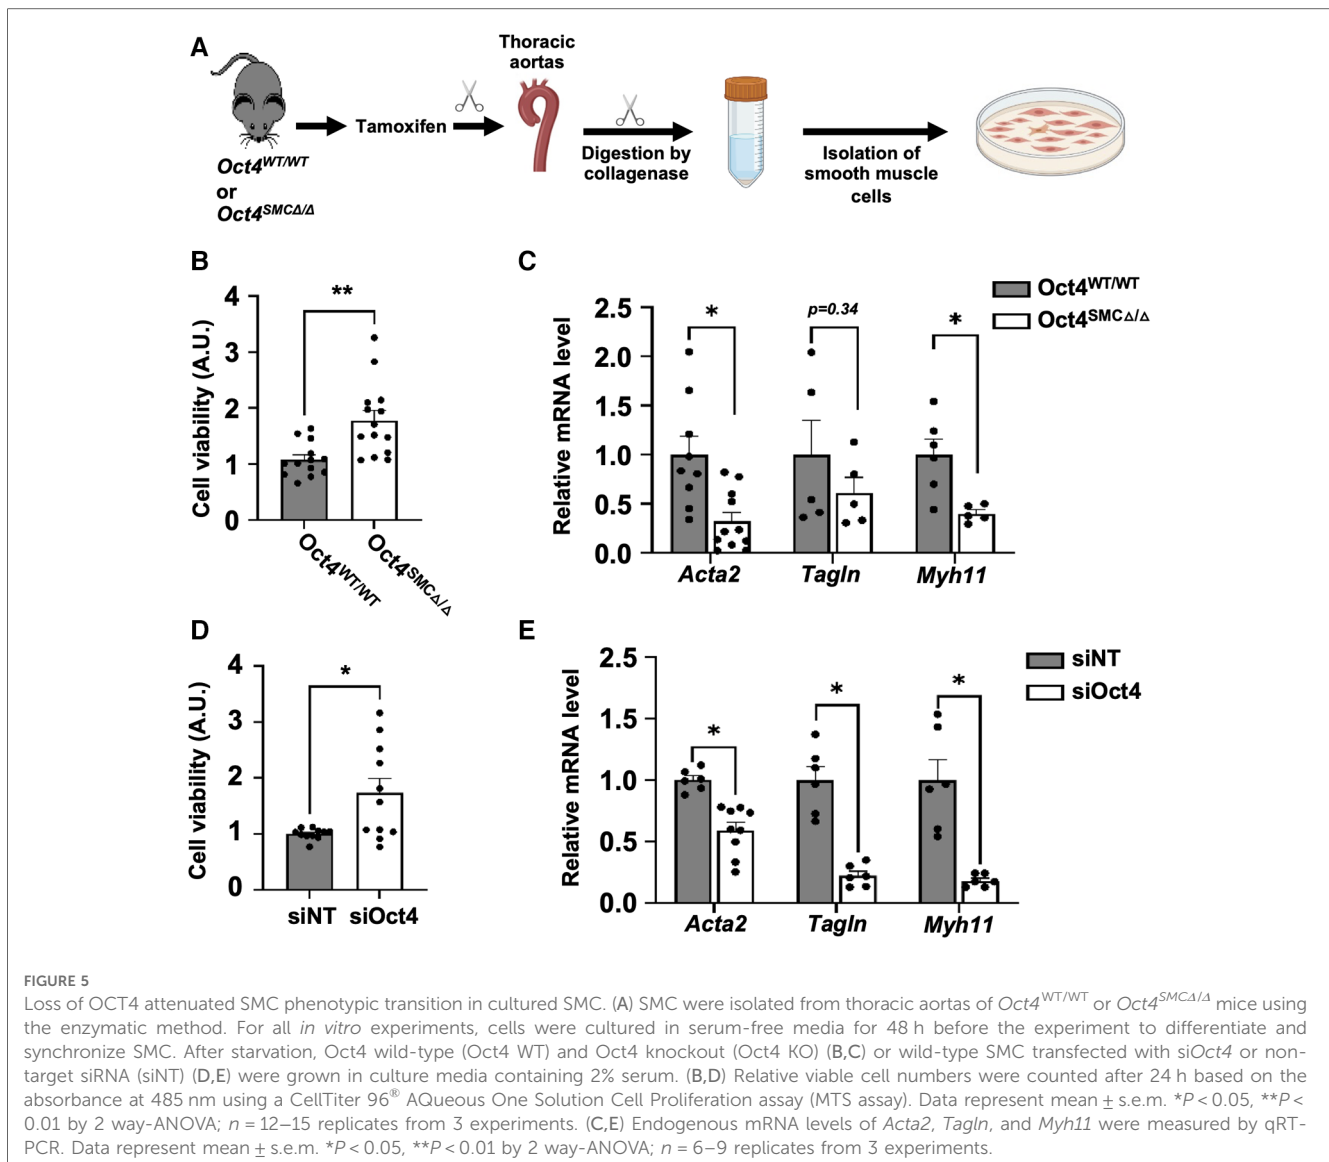 A
Thoracic
aortas
Tamoxifen
Digestion by
collagenase
Isolation of
smooth muscle
cells
Oct4WT/WT
or
Oct4SMCΔ/Δ
B
**
Cell viability (A.U.)
4
3
2
1
0
Oct4WT/WT
Oct4SMCΔ/Δ
C
Oct4WT/WT
Oct4SMCΔ/Δ
*
p=0.34
*
Relative mRNA level
2.5
2.0
1.5
1.0
0.5
0.0
Acta2
Tagln
Myh11
D
*
Cell viability (A.U.)
4
3
2
1
0
siNT
siOct4
E
siNT
siOct4
*
*
*
Relative mRNA level
2.5
1.5
1.0
0.5
0.0
Acta2
Tagln
Myh11
FIGURE 5
Loss of OCT4 attenuated SMC phenotypic transition in cultured SMC. (A) SMC were isolated from thoracic aortas of Oct4WT/WT or Oct4SMCΔ/Δ mice using
the enzymatic method. For all in vitro experiments, cells were cultured in serum-free media for 48 h before the experiment to differentiate and
synchronize SMC. After starvation, Oct4 wild-type (Oct4 WT) and Oct4 knockout (Oct4 KO) (B,C) or wild-type SMC transfected with siOct4 or non-
target siRNA (siNT) (D,E) were grown in culture media containing 2% serum. (B,D) Relative viable cell numbers were counted after 24 h based on the
absorbance at 485 nm using a CellTiter 96® AQueous One Solution Cell Proliferation assay (MTS assay). Data represent mean ± s.e.m. *P < 0.05, **P <
0.01 by 2 way-ANOVA; n = 12–15 replicates from 3 experiments. (C,E) Endogenous mRNA levels of Acta2, Tagln, and Myh11 were measured by qRT-
PCR. Data represent mean ± s.e.m. *P < 0.05, **P < 0.01 by 2 way-ANOVA; n = 6–9 replicates from 3 experiments.